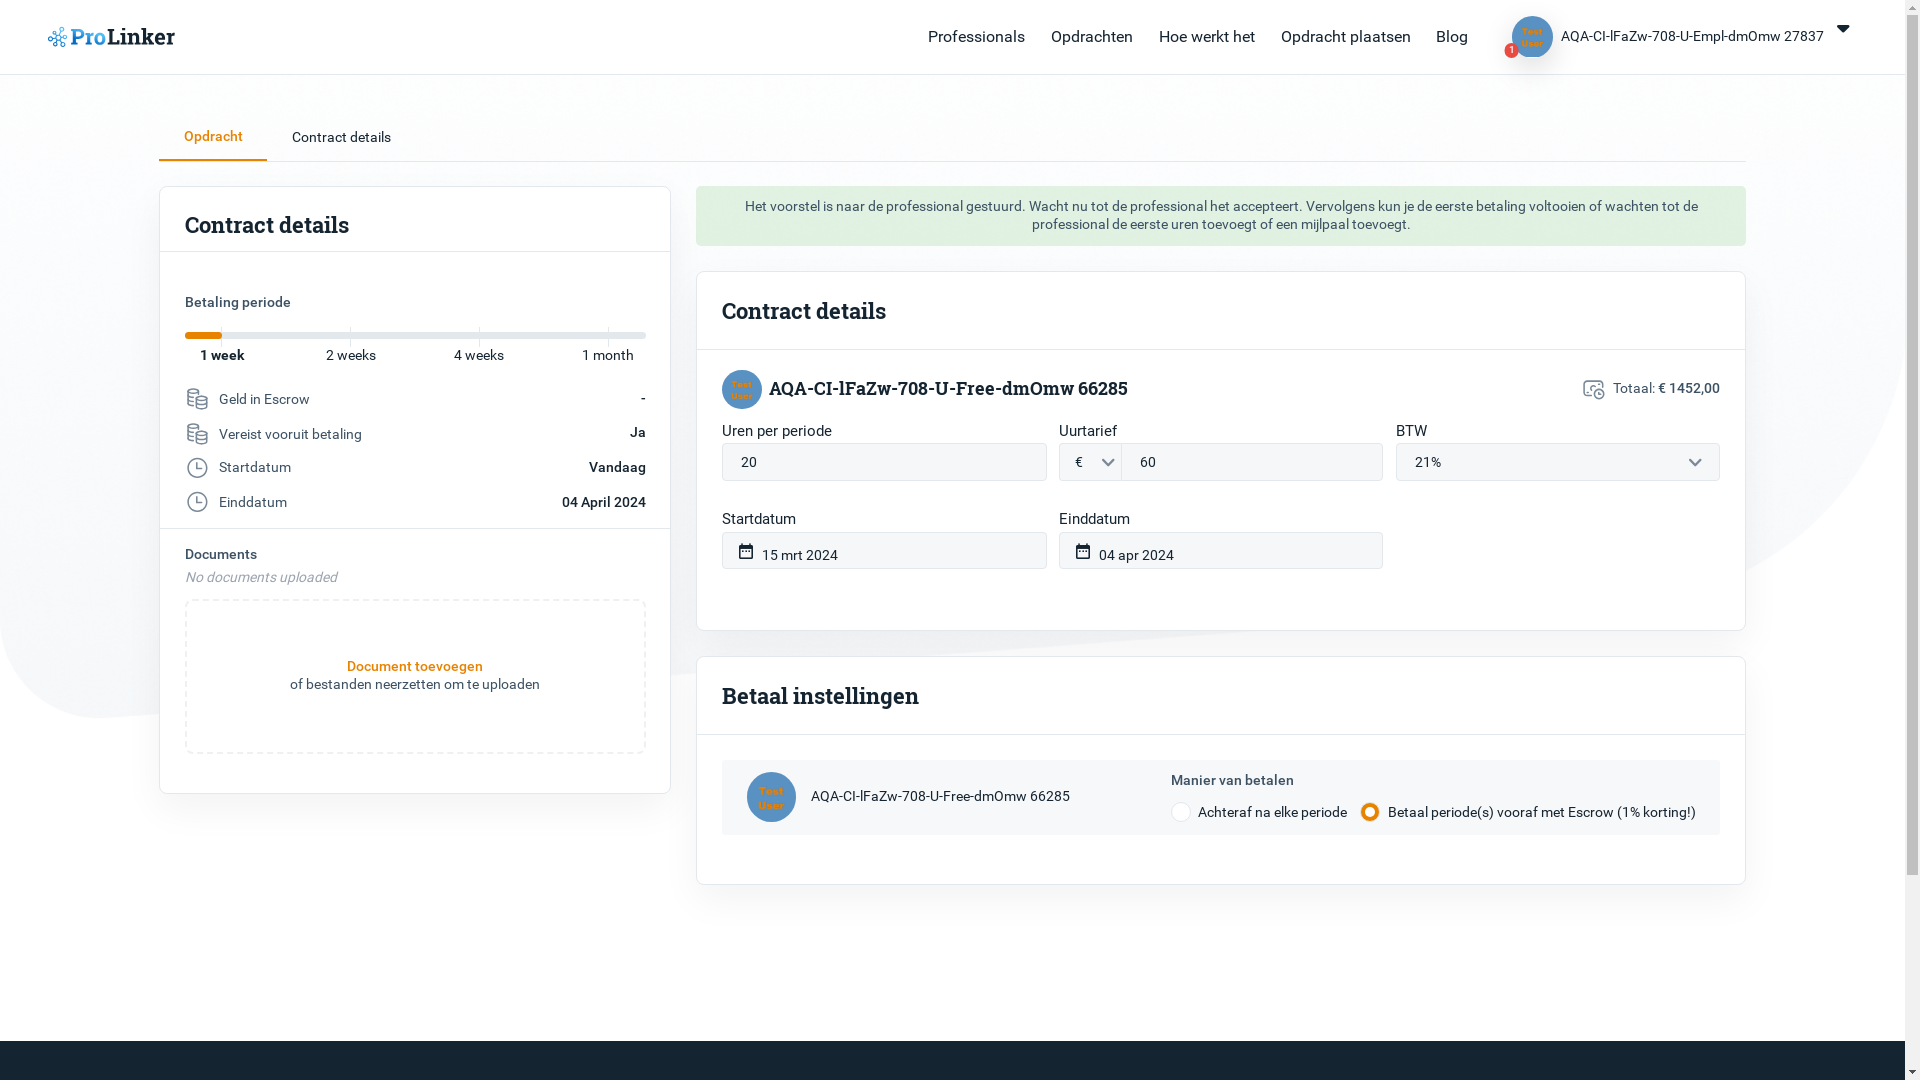 ProLinker
Professionals Opdrachten Hoe werkt het Opdracht plaatsen Blog
Test
User
1
AQA-CI-lFaZw-708-U-Empl-dmOmw 27837
Opdracht Contract details
Contract details
Betaling periode
1 week 2 weeks 4 weeks 1 month
Geld in Escrow -
Vereist vooruit betaling Ja
Startdatum Vandaag
Einddatum 04 April 2024
Documents
No documents uploaded
Document toevoegen
of bestanden neerzetten om te uploaden
Het voorstel is naar de professional gestuurd. Wacht nu tot de professional het accepteert. Vervolgens kun je de eerste betaling voltooien of wachten tot de
professional de eerste uren toevoegt of een mijlpaal toevoegt.
Contract details
Test
User
AQA-CI-lFaZw-708-U-Free-dmOmw 66285
Totaal: € 1452,00
Uren per periode Uurtarief BTW
20 € 60 21%
Startdatum Einddatum
15 mrt 2024 04 apr 2024
Betaal instellingen
Test
User
AQA-CI-lFaZw-708-U-Free-dmOmw 66285
Manier van betalen
Achteraf na elke periode Betaal periode(s) vooraf met Escrow (1% korting!)